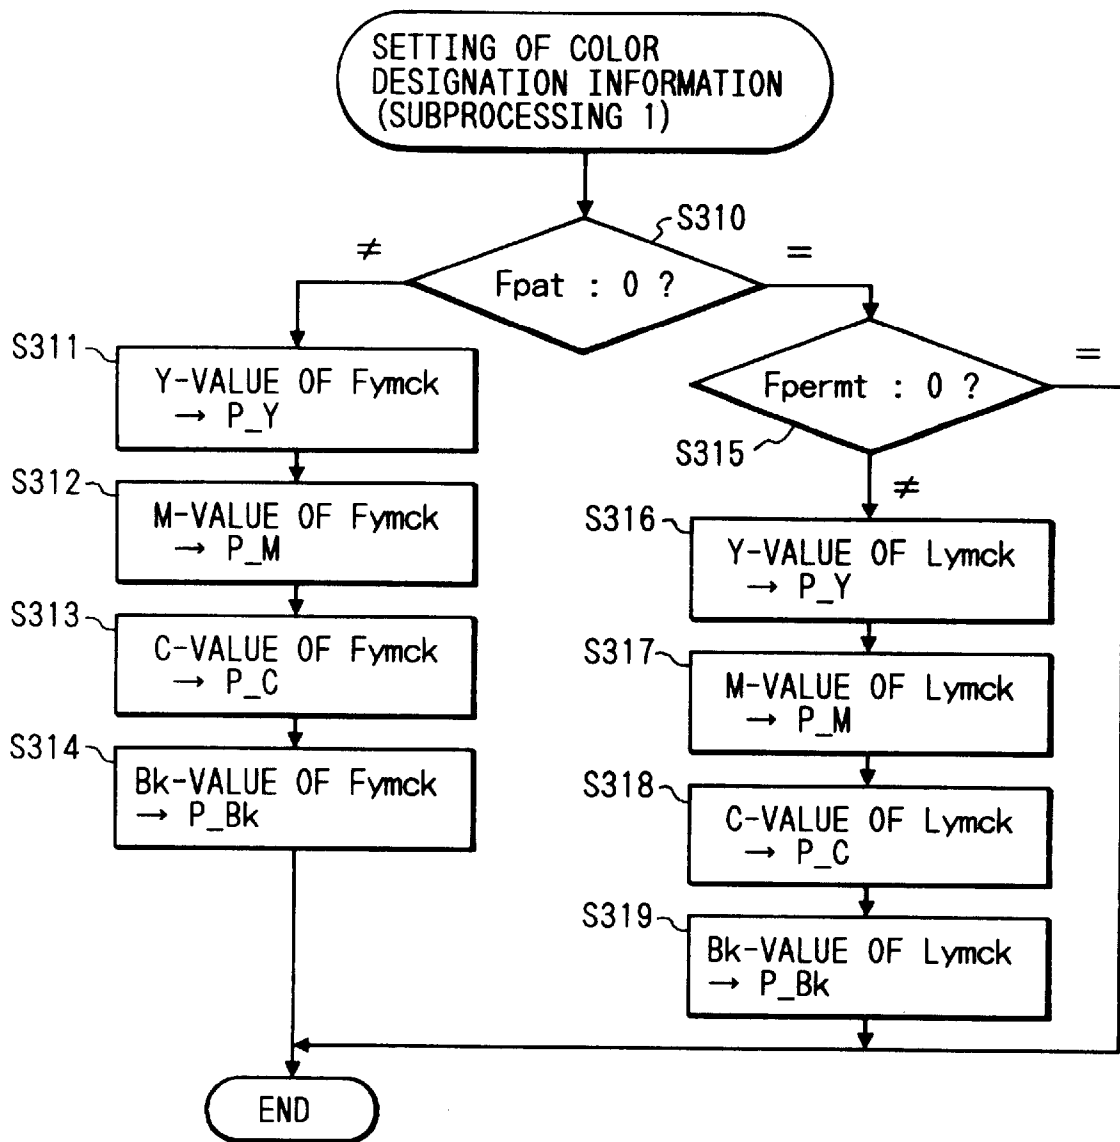 SETTING OF COLOR
DESIGNATION INFORMATION
(SUBPROCESSING 1)
S310
≠
=
Fpat : 0 ?
S311
Y-VALUE OF Fymck
→ P_Y
=
Fpermt : 0 ?
S315
≠
S312
M-VALUE OF Fymck
→ P_M
S316
Y-VALUE OF Lymck
→ P_Y
S313
C-VALUE OF Fymck
→ P_C
S317
M-VALUE OF Lymck
→ P_M
S314
Bk-VALUE OF Fymck
→ P_Bk
S318
C-VALUE OF Lymck
→ P_C
S319
Bk-VALUE OF Lymck
→ P_Bk
END